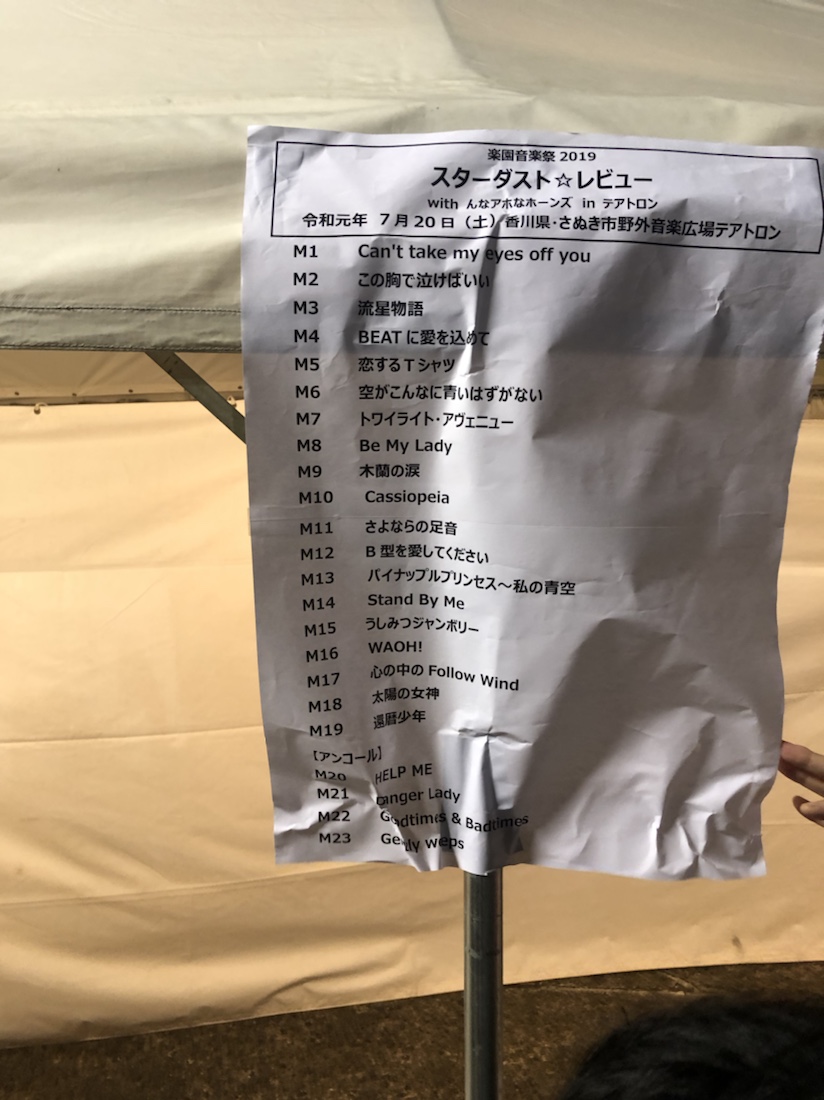 楽園音楽祭 2019
スターダスト☆レビュー
with んなアホなホーンズ in テアトロン
令和元年 7月20日（土）香川県・さぬき市野外音楽広場テアトロン
M1 Can't take my eyes off you
M2 この胸で泣けばいい
M3 流星物語
M4 BEATに愛を込めて
M5 恋するTシャツ
M6 空がこんなに青いはずがない
M7 トワイライト・アヴェニュー
M8 Be My Lady
M9 木蘭の涙
M10 Cassiopeia
M11 さよならの足音
M12 B型を愛してください
M13 パイナップルプリンセス～私の青空
M14 Stand By Me
M15 うしみつジャンボリー
M16 WAOH!
M17 心の中のFollow Wind
M18 太陽の女神
M19 還暦少年
【アンコール】
M20 HELP ME
M21 Danger Lady
M22 Goodtimes & Badtimes
M23 Gently weeps